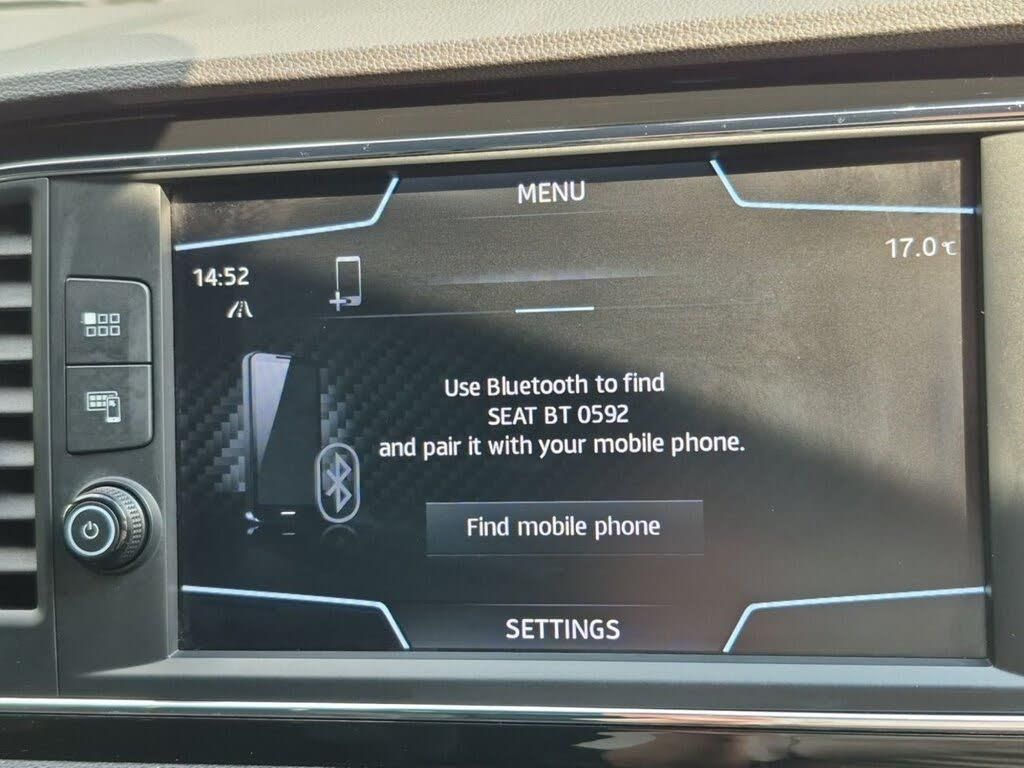 MENU
17.0 °C
14:52
Use Bluetooth to find
SEAT BT 0592
and pair it with your mobile phone.
Find mobile phone
SETTINGS